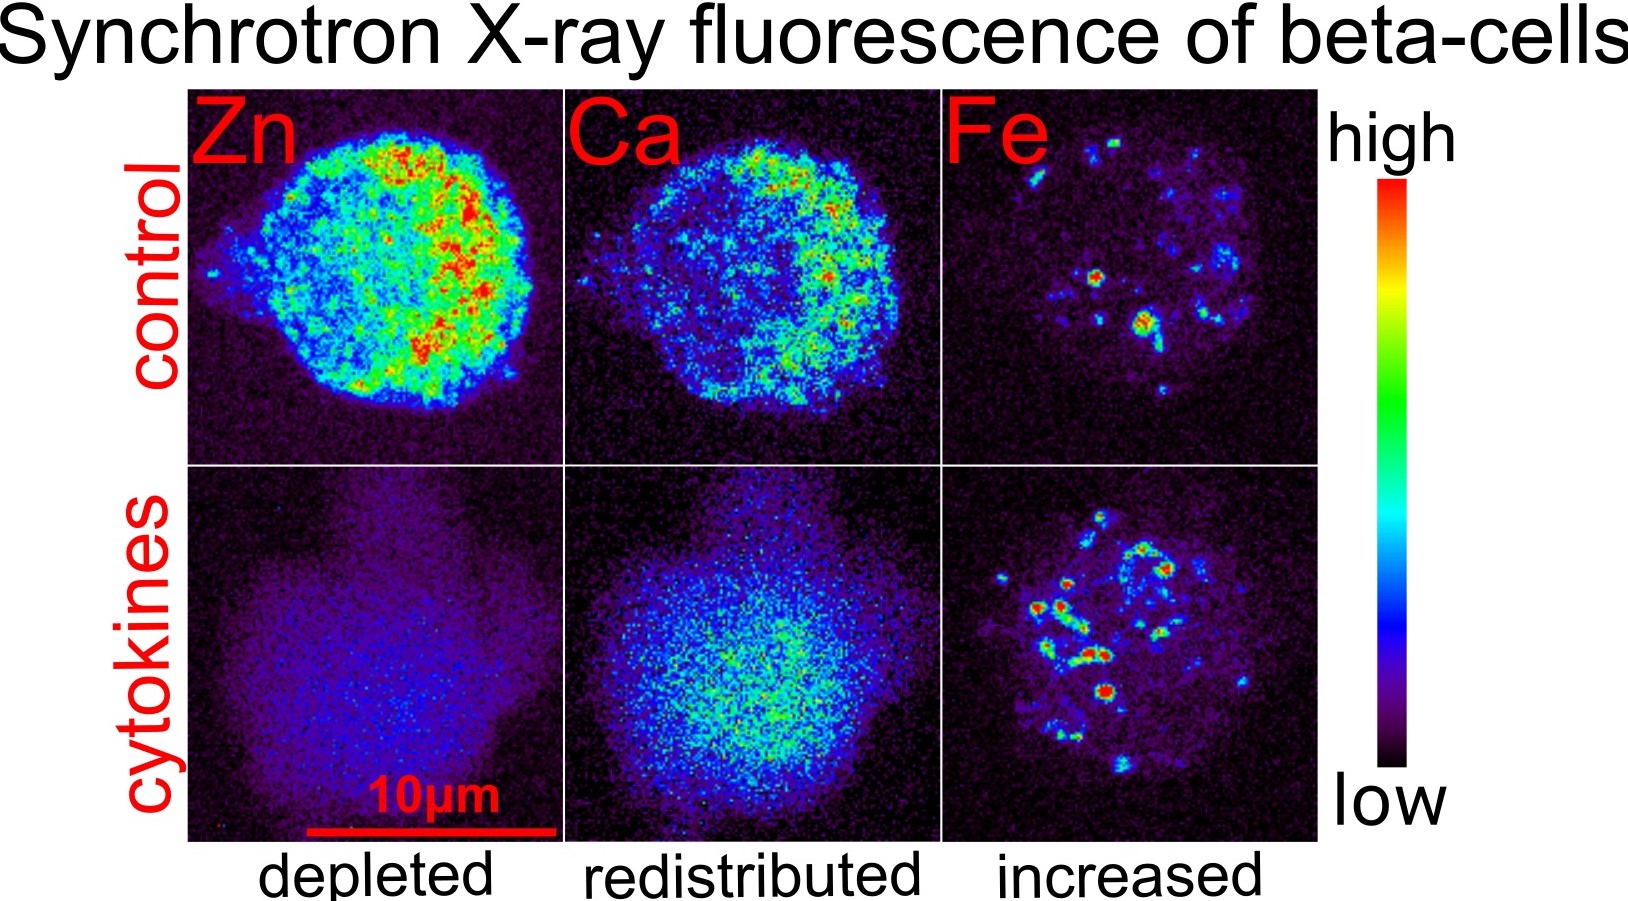 Synchrotron X-ray fluorescence of beta-cells
Zn
Ca
Fe
high
control
cytokines
10µm
low
depleted
redistributed
increased